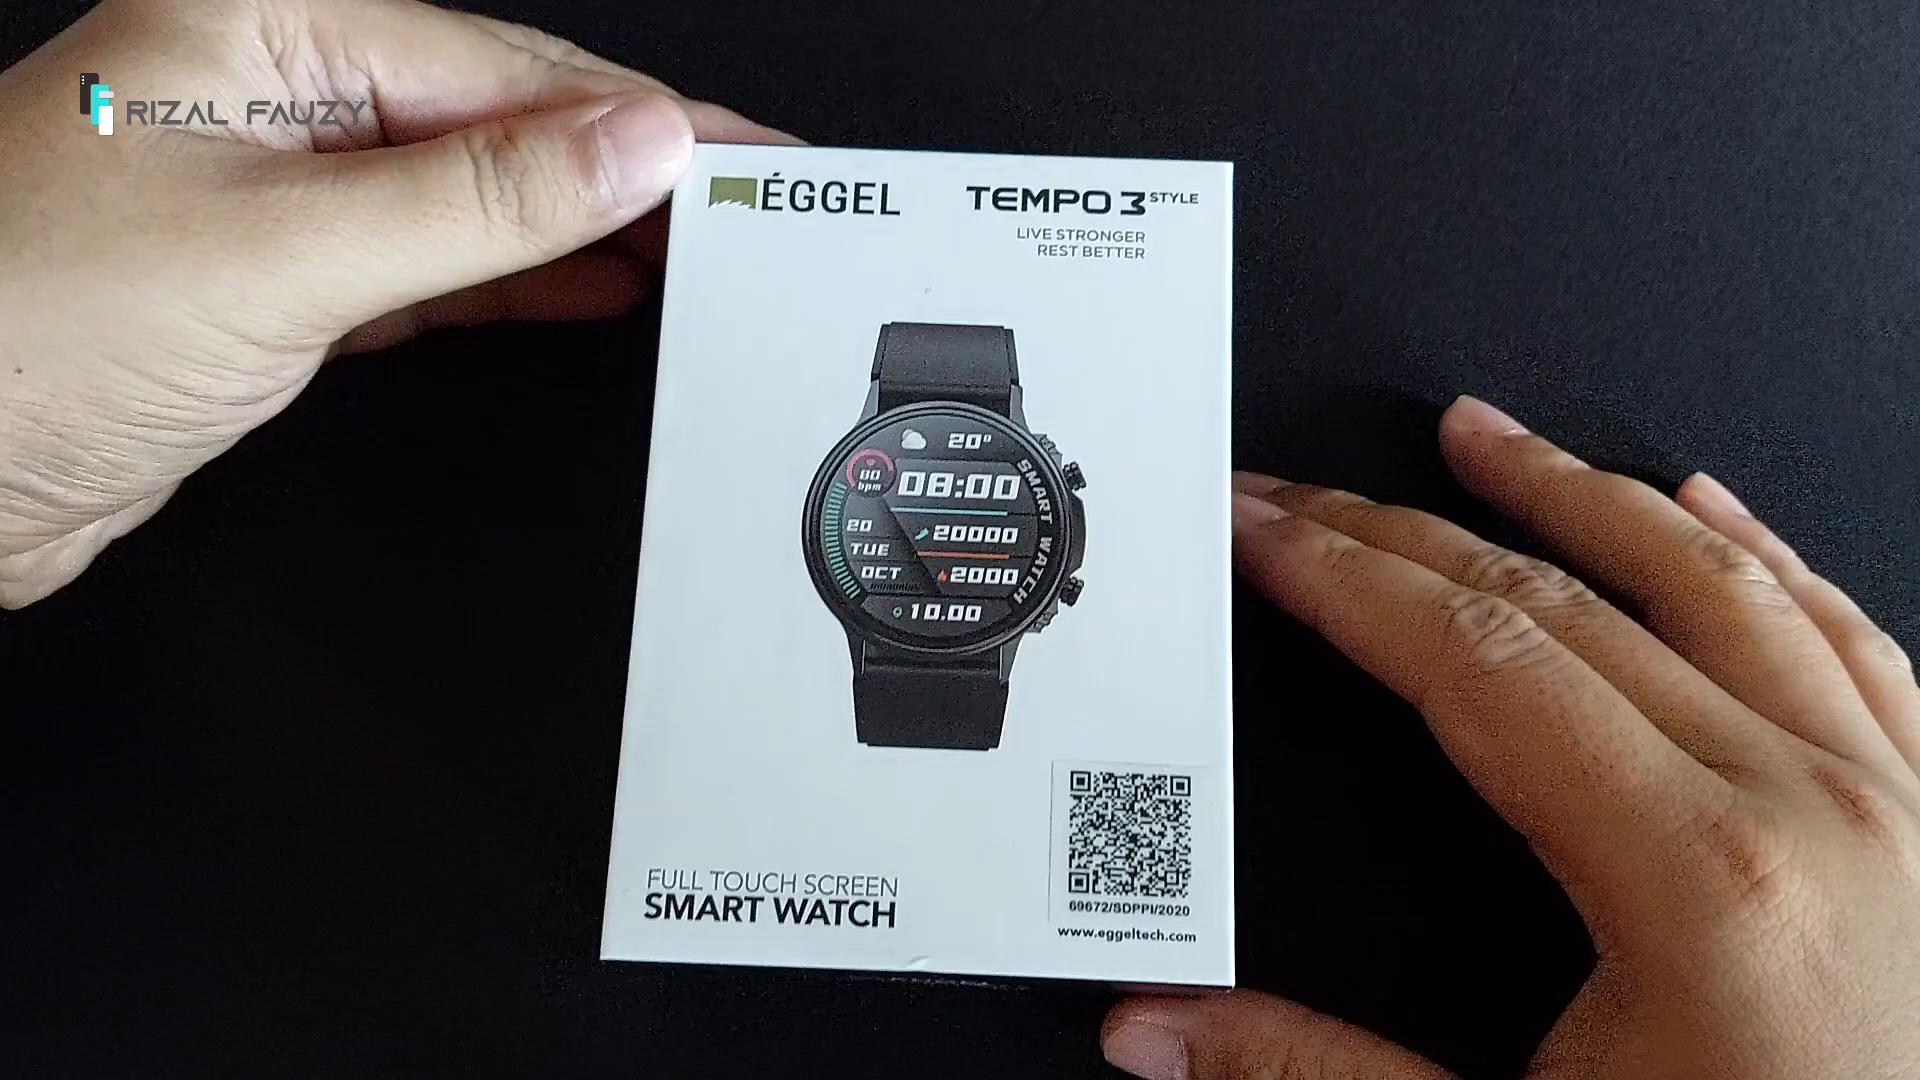 RIZAL FAUZY
ÉGGEL
TEMPO 3 STYLE
LIVE STRONGER
REST BETTER
20°
80
bpm
08:00
SMART WATCH
20
TUE
OCT
20000
2000
10.00
FULL TOUCH SCREEN
SMART WATCH
69672/SDPPI/2020
www.eggeltech.com